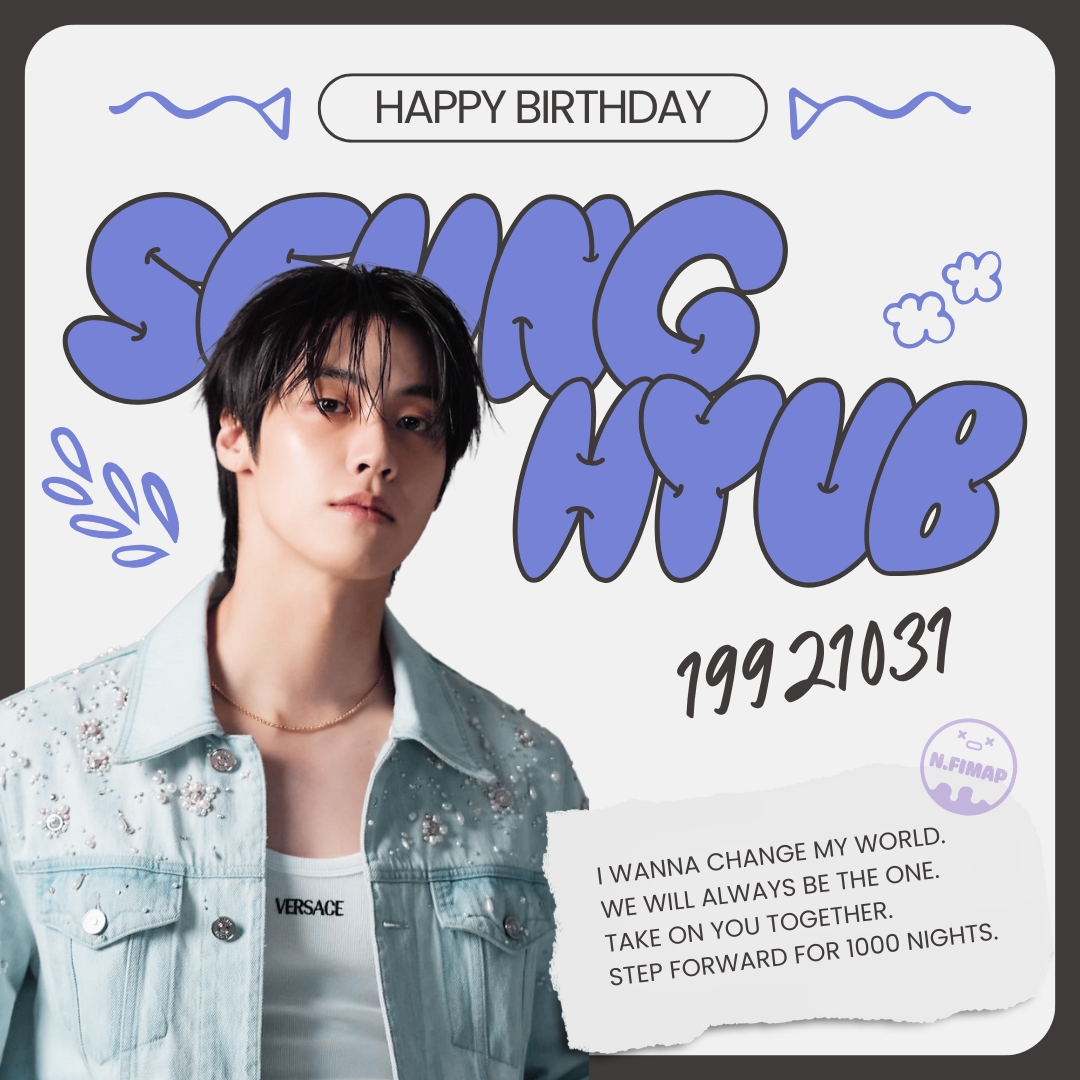 HAPPY BIRTHDAY
SEUNG
HYUB
19921031
N.FIMAP
I WANNA CHANGE MY WORLD.
WE WILL ALWAYS BE THE ONE.
TAKE ON YOU TOGETHER.
STEP FORWARD FOR 1000 NIGHTS.
VERSACE